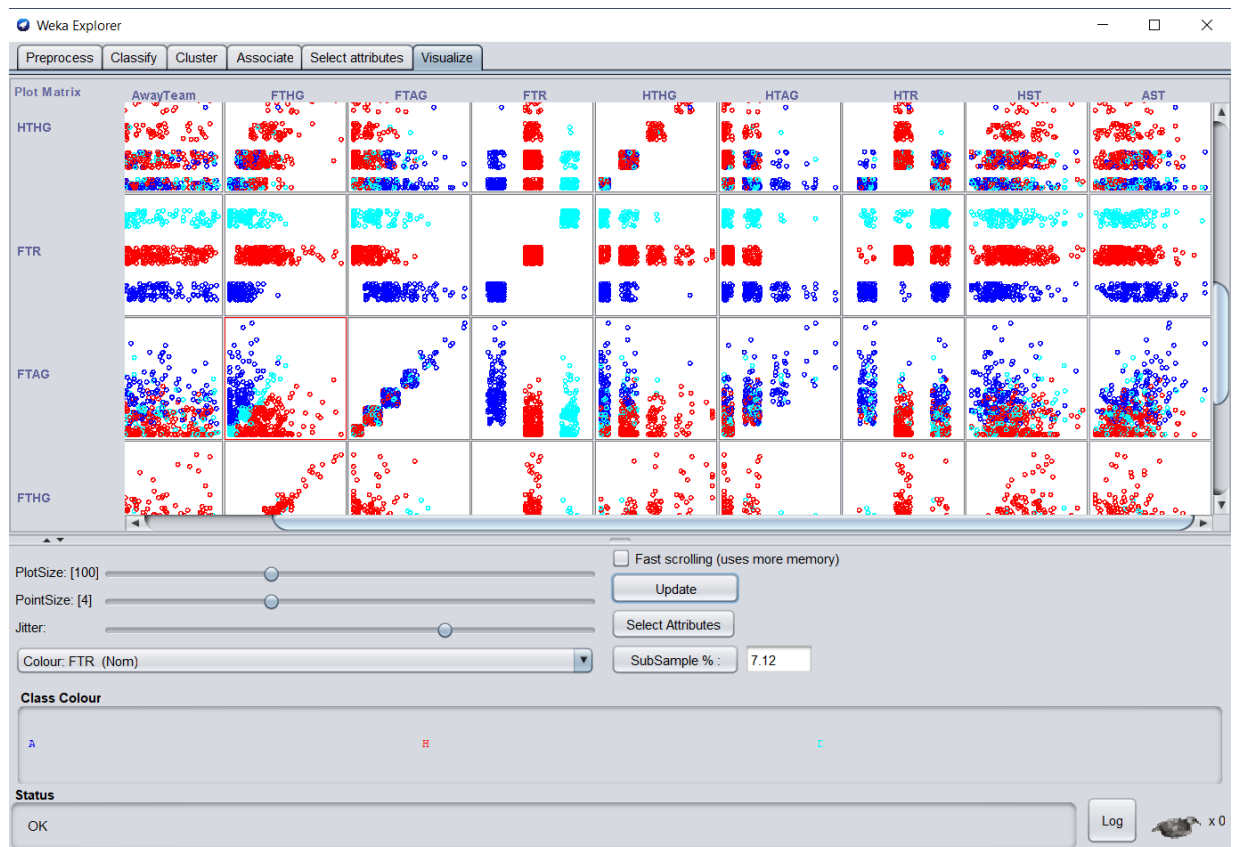 Weka Explorer
Preprocess Classify Cluster Associate Select attributes Visualize
Plot Matrix AwayTeam FTHG FTAG FTR HTHG HTAG HTR HST AST
HTHG
FTR
FTAG
FTHG
Fast scrolling (uses more memory)
PlotSize: [100]
Update
PointSize: [4]
Jitter:
Select Attributes
Colour: FTR (Nom)
SubSample % : 7.12
Class Colour
A H D
Status
OK
Log
x 0